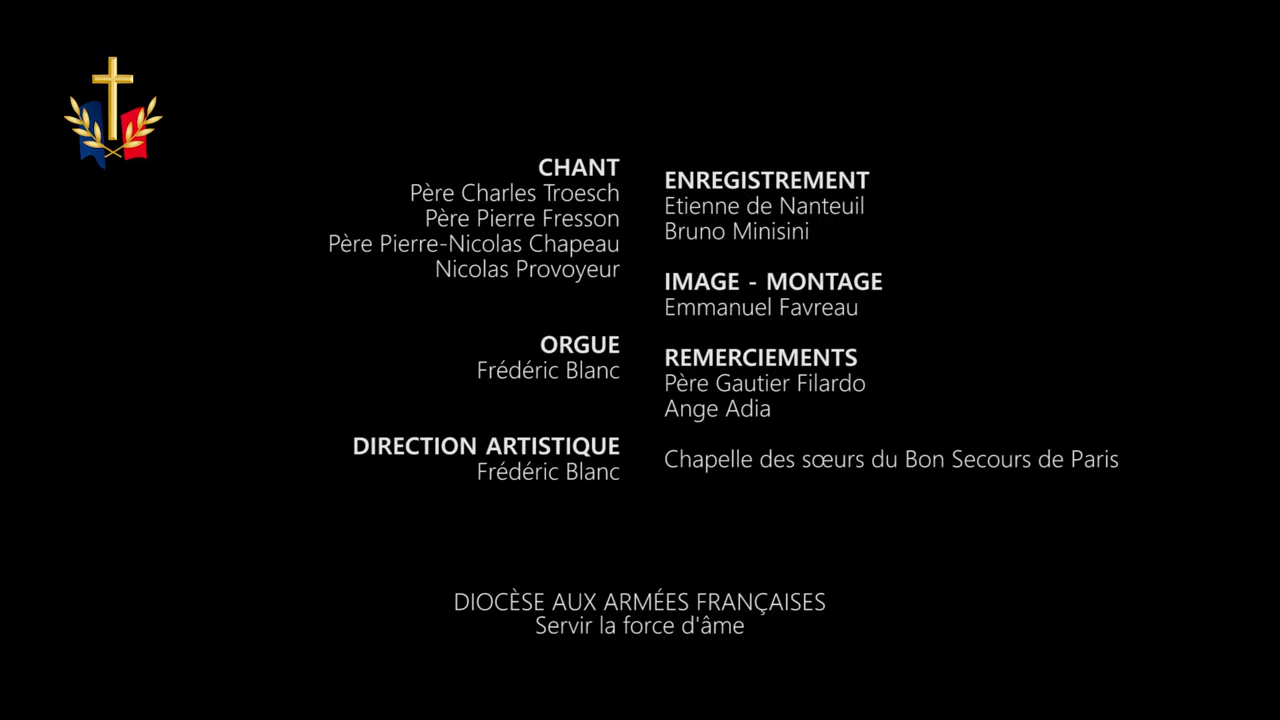 CHANT
Père Charles Troesch
Père Pierre Fresson
Père Pierre-Nicolas Chapeau
Nicolas Provoyeur
ORGUE
Frédéric Blanc
DIRECTION ARTISTIQUE
Frédéric Blanc
ENREGISTREMENT
Etienne de Nanteuil
Bruno Minisini
IMAGE - MONTAGE
Emmanuel Favreau
REMERCIEMENTS
Père Gautier Filardo
Ange Adia
Chapelle des sœurs du Bon Secours de Paris
DIOCÈSE AUX ARMÉES FRANÇAISES
Servir la force d'âme